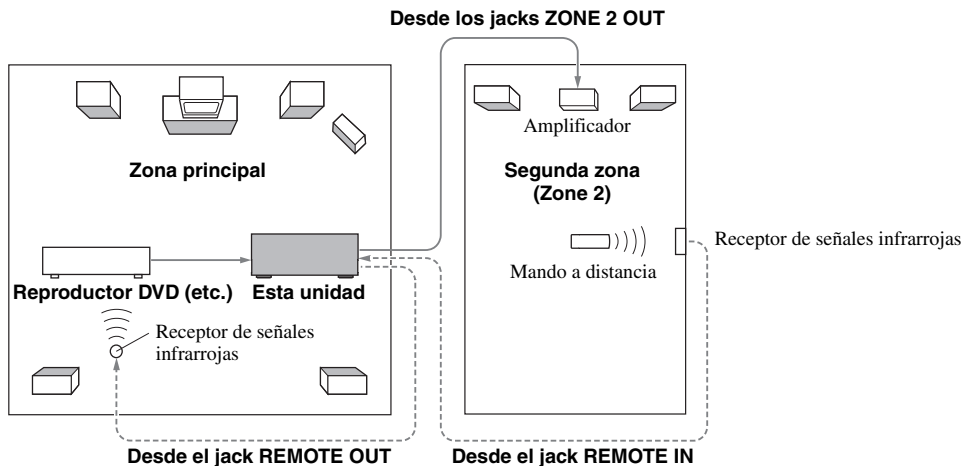 Desde los jacks ZONE 2 OUT
Amplificador
Zona principal
Segunda zona
(Zone 2)
Receptor de señales infrarrojas
Mando a distancia
Reproductor DVD (etc.)
Esta unidad
Receptor de señales
infrarrojas
Desde el jack REMOTE OUT
Desde el jack REMOTE IN